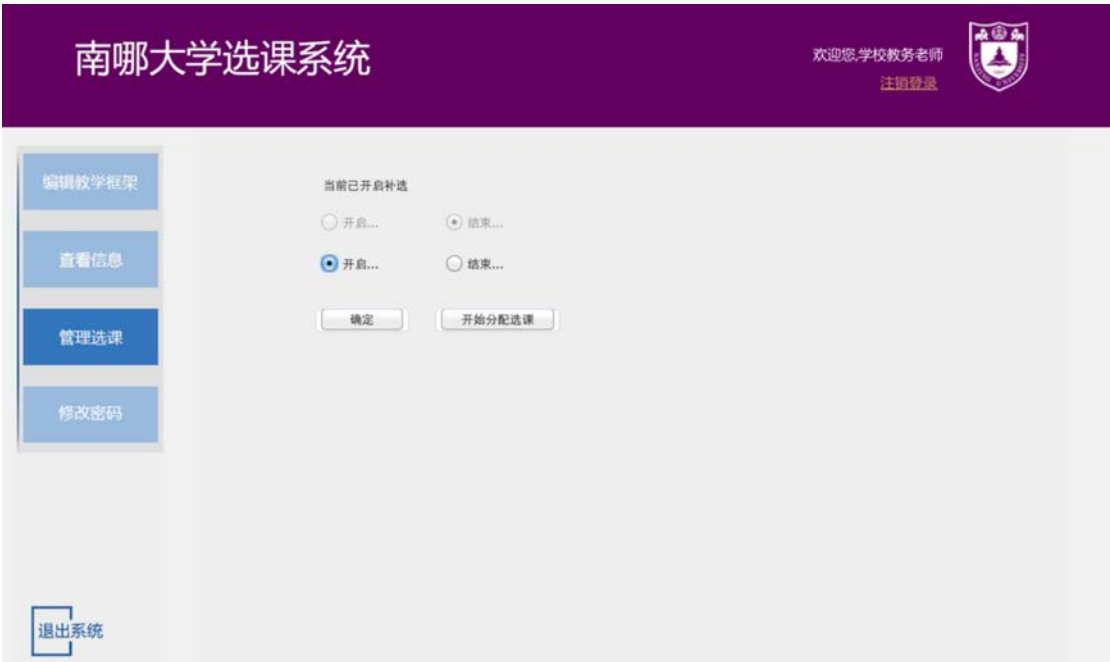 南哪大学选课系统
欢迎您,学校教务老师
注销登录
编辑教学框架
查看信息
管理选课
修改密码
当前已开启补选
开启... 结束...
开启... 结束...
确定 开始分配选课
退出系统